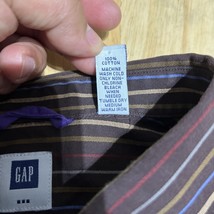 100%
COTTON
MACHINE
WASH COLD
ONLY NON-
CHLORINE
BLEACH
WHEN
NEEDED
TUMBLE DRY
MEDIUM
WARM IRON
GAP